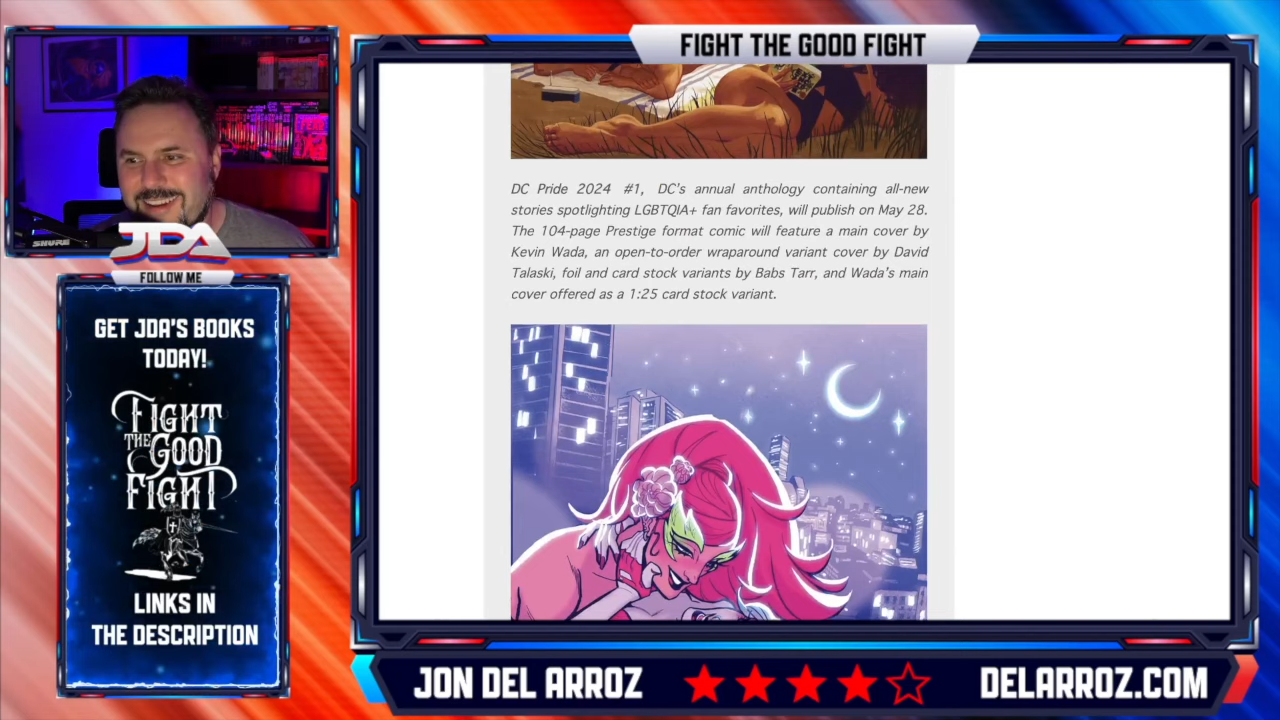 FIGHT THE GOOD FIGHT
SHURE
JDA
FOLLOW ME
GET JDA'S BOOKS
TODAY!
FIGHT
THE GOOD
FIGHT
LINKS IN
THE DESCRIPTION
DC Pride 2024 #1, DC's annual anthology containing all-new
stories spotlighting LGBTQIA+ fan favorites, will publish on May 28.
The 104-page Prestige format comic will feature a main cover by
Kevin Wada, an open-to-order wraparound variant cover by David
Talaski, foil and card stock variants by Babs Tarr, and Wada's main
cover offered as a 1:25 card stock variant.
JON DEL ARROZ
DELARROZ.COM